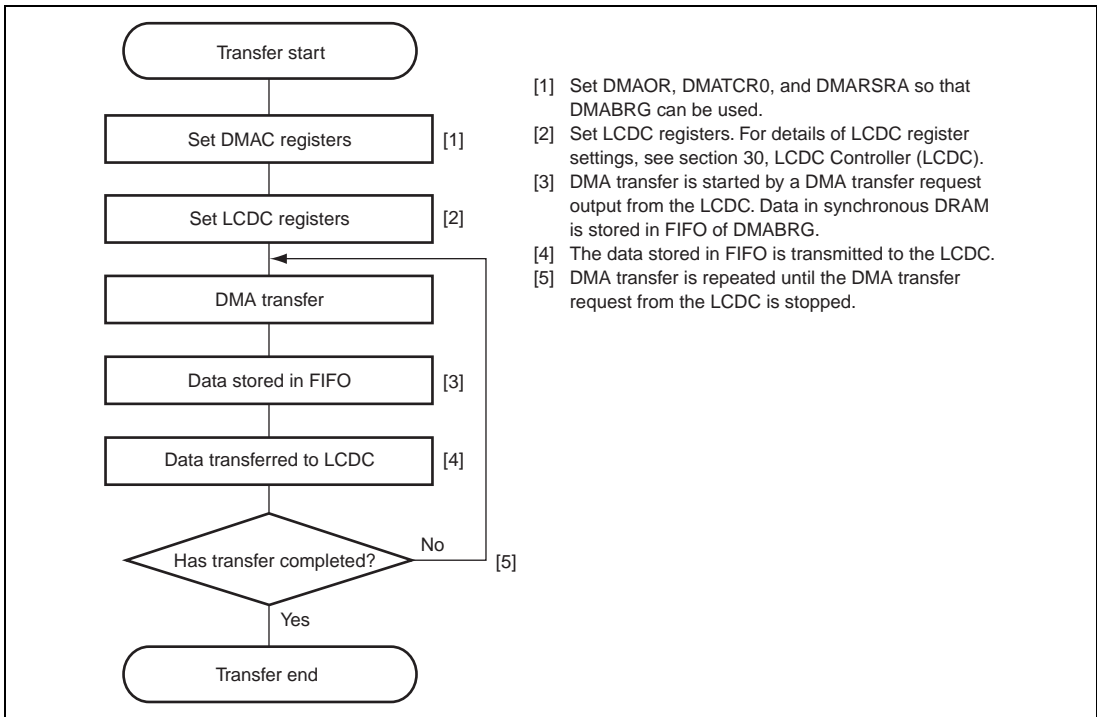 Transfer start
Set DMAC registers
[1]
Set LCDC registers
[2]
DMA transfer
Data stored in FIFO
[3]
Data transferred to LCDC
[4]
Has transfer completed?
No
[5]
Yes
Transfer end
[1] Set DMAOR, DMATCR0, and DMARSRA so that
DMABRG can be used.
[2] Set LCDC registers. For details of LCDC register
settings, see section 30, LCDC Controller (LCDC).
[3] DMA transfer is started by a DMA transfer request
output from the LCDC. Data in synchronous DRAM
is stored in FIFO of DMABRG.
[4] The data stored in FIFO is transmitted to the LCDC.
[5] DMA transfer is repeated until the DMA transfer
request from the LCDC is stopped.